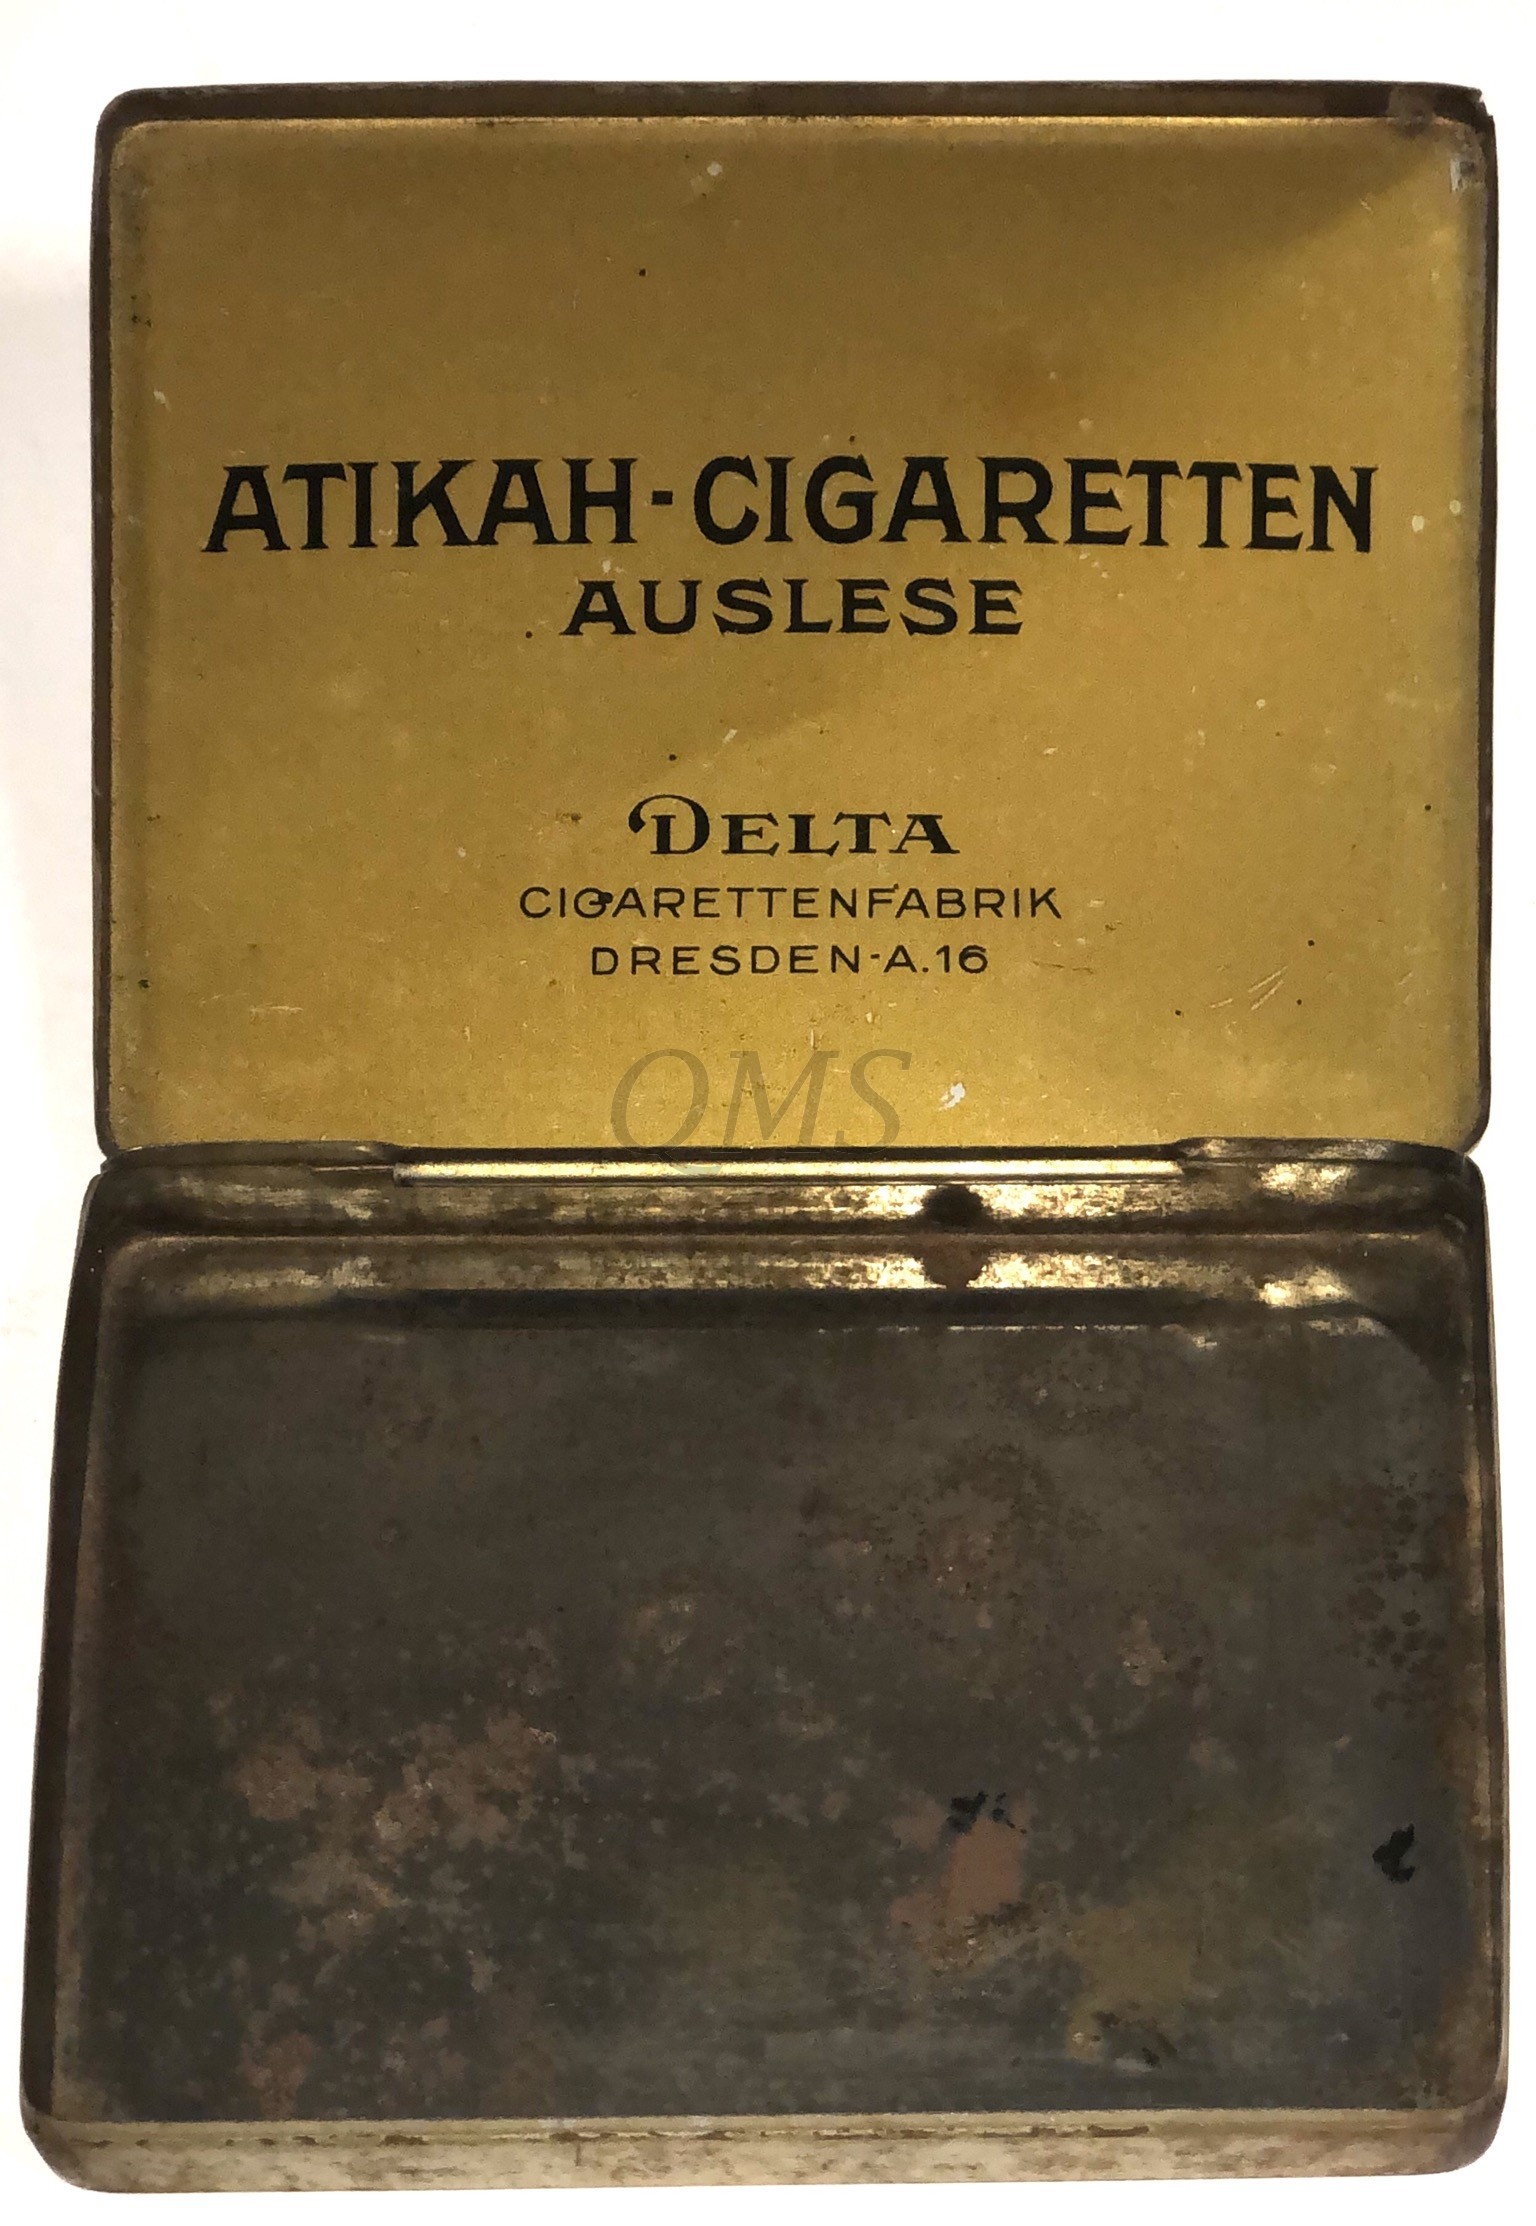 ATIKAH-CIGARETTEN
AUSLESE
DELTA
CIGARETTENFABRIK
DRESDEN-A.16
QMS